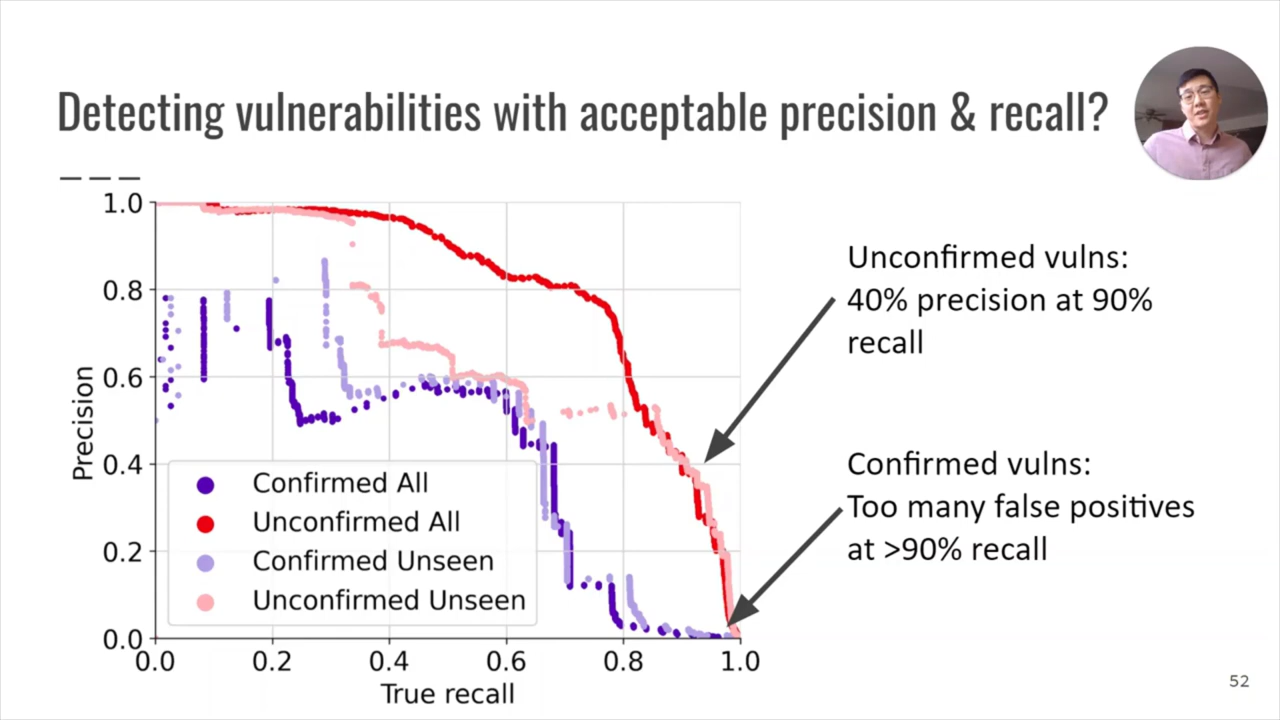 Detecting vulnerabilities with acceptable precision & recall?
Unconfirmed vulns:
40% precision at 90%
recall
Confirmed vulns:
Too many false positives
at >90% recall
Precision
1.0
0.8
0.6
0.4
0.2
0.0
Confirmed All
Unconfirmed All
Confirmed Unseen
Unconfirmed Unseen
0.0 0.2 0.4 0.6 0.8 1.0
True recall
52